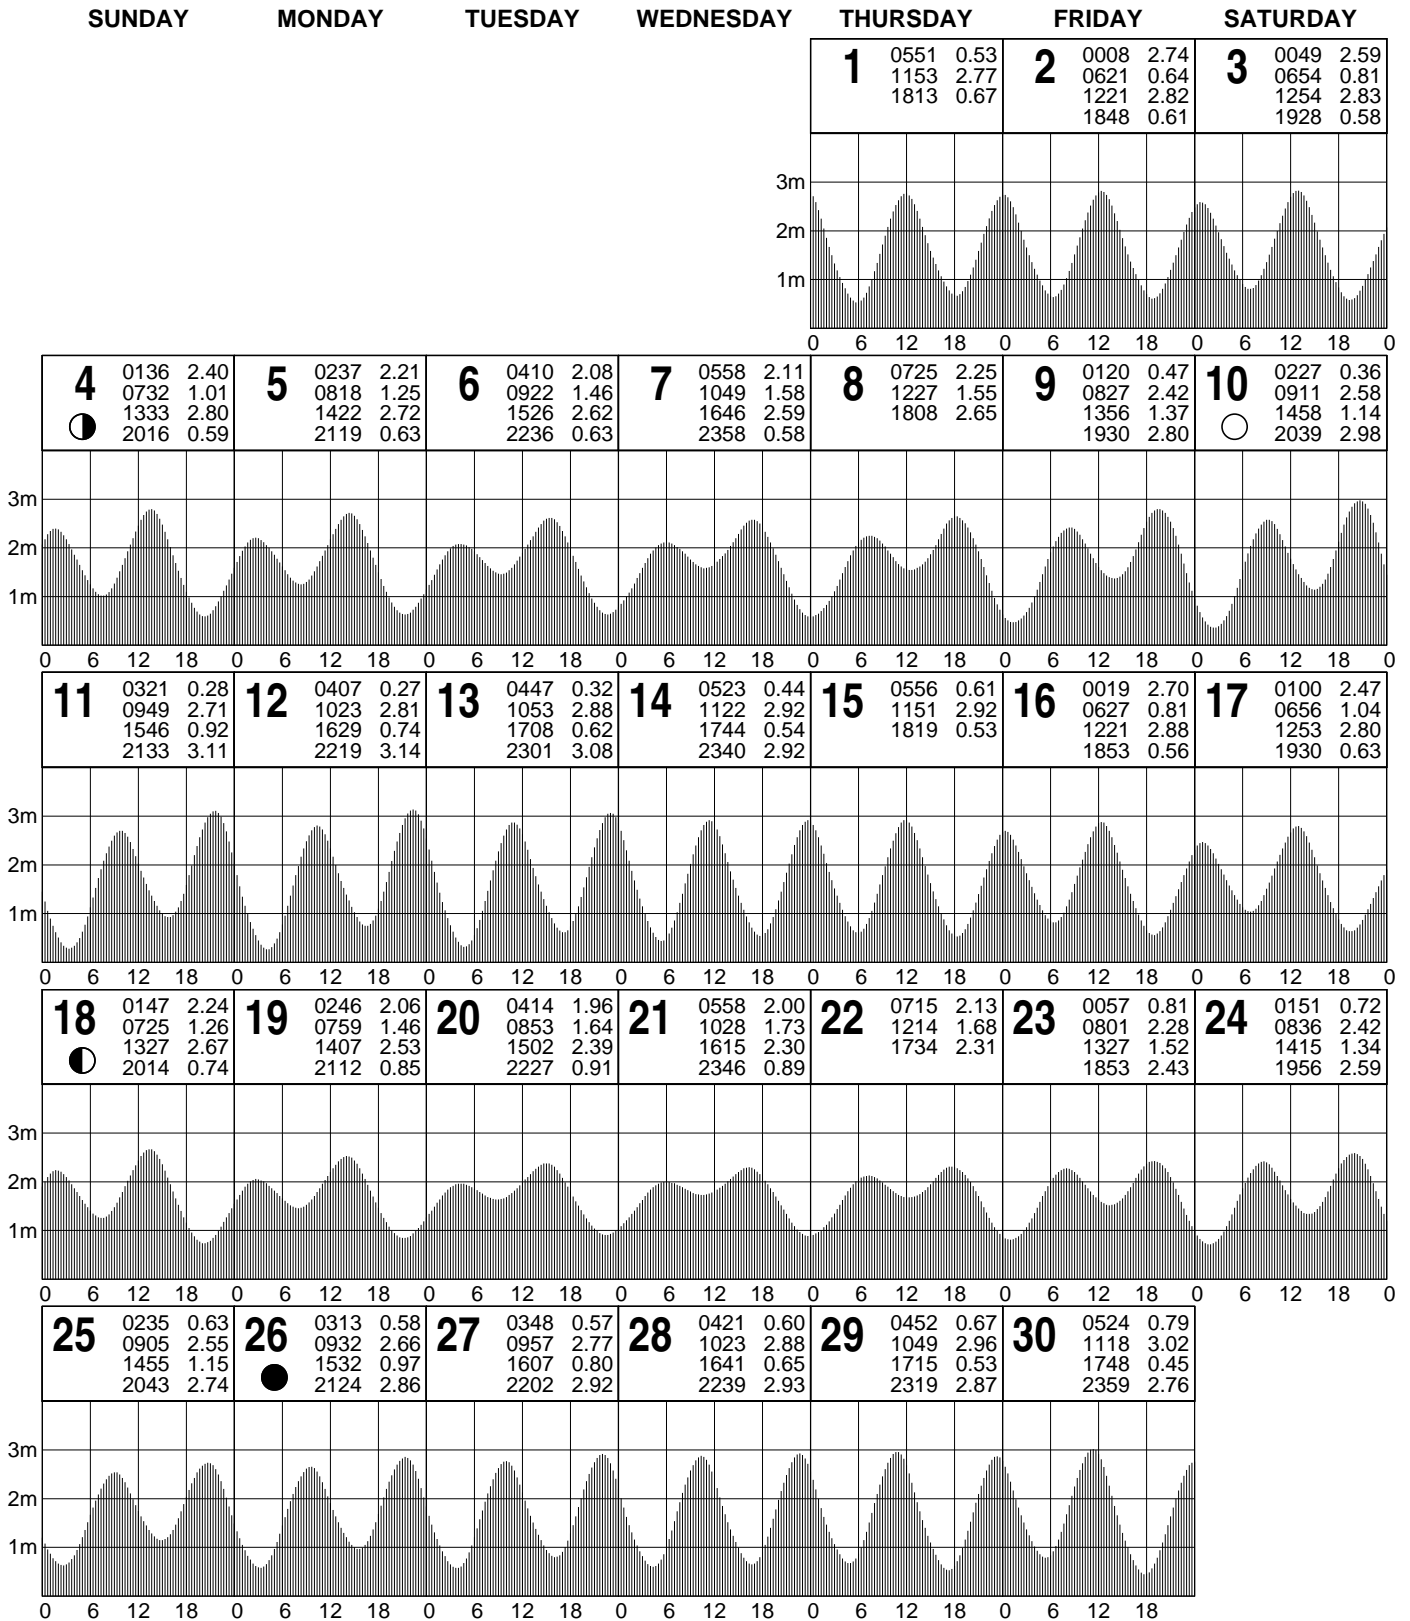 SUNDAY MONDAY TUESDAY WEDNESDAY THURSDAY FRIDAY SATURDAY
1 0551 0.53 2 0008 2.74 3 0049 2.59
1153 2.77 0621 0.64 0654 0.81
1813 0.67 1221 2.82 1254 2.83
1848 0.61 1928 0.58
3m
2m
1m
0 6 12 18 0 6 12 18 0 6 12 18 0
4 0136 2.40 5 0237 2.21 6 0410 2.08 7 0558 2.11 8 0725 2.25 9 0120 0.47 10 0227 0.36
0732 1.01 0818 1.25 0922 1.46 1049 1.58 1227 1.55 0827 2.42 0911 2.58
1333 2.80 1422 2.72 1526 2.62 1646 2.59 1808 2.65 1356 1.37 1458 1.14
2016 0.59 2119 0.63 2236 0.63 2358 0.58 1930 2.80 2039 2.98
3m
2m
1m
0 6 12 18 0 6 12 18 0 6 12 18 0 6 12 18 0 6 12 18 0 6 12 18 0 6 12 18 0
11 0321 0.28 12 0407 0.27 13 0447 0.32 14 0523 0.44 15 0556 0.61 16 0019 2.70 17 0100 2.47
0949 2.71 1023 2.81 1053 2.88 1122 2.92 1151 2.92 0627 0.81 0656 1.04
1546 0.92 1629 0.74 1708 0.62 1744 0.54 1819 0.53 1221 2.88 1253 2.80
2133 3.11 2219 3.14 2301 3.08 2340 2.92 1853 0.56 1930 0.63
3m
2m
1m
0 6 12 18 0 6 12 18 0 6 12 18 0 6 12 18 0 6 12 18 0 6 12 18 0 6 12 18 0
18 0147 2.24 19 0246 2.06 20 0414 1.96 21 0558 2.00 22 0715 2.13 23 0057 0.81 24 0151 0.72
0725 1.26 0759 1.46 0853 1.64 1028 1.73 1214 1.68 0801 2.28 0836 2.42
1327 2.67 1407 2.53 1502 2.39 1615 2.30 1734 2.31 1327 1.52 1415 1.34
2014 0.74 2112 0.85 2227 0.91 2346 0.89 1853 2.43 1956 2.59
3m
2m
1m
0 6 12 18 0 6 12 18 0 6 12 18 0 6 12 18 0 6 12 18 0 6 12 18 0 6 12 18 0
25 0235 0.63 26 0313 0.58 27 0348 0.57 28 0421 0.60 29 0452 0.67 30 0524 0.79
0905 2.55 0932 2.66 0957 2.77 1023 2.88 1049 2.96 1118 3.02
1455 1.15 1532 0.97 1607 0.80 1641 0.65 1715 0.53 1748 0.45
2043 2.74 2124 2.86 2202 2.92 2239 2.93 2319 2.87 2359 2.76
3m
2m
1m
0 6 12 18 0 6 12 18 0 6 12 18 0 6 12 18 0 6 12 18 0 6 12 18 0